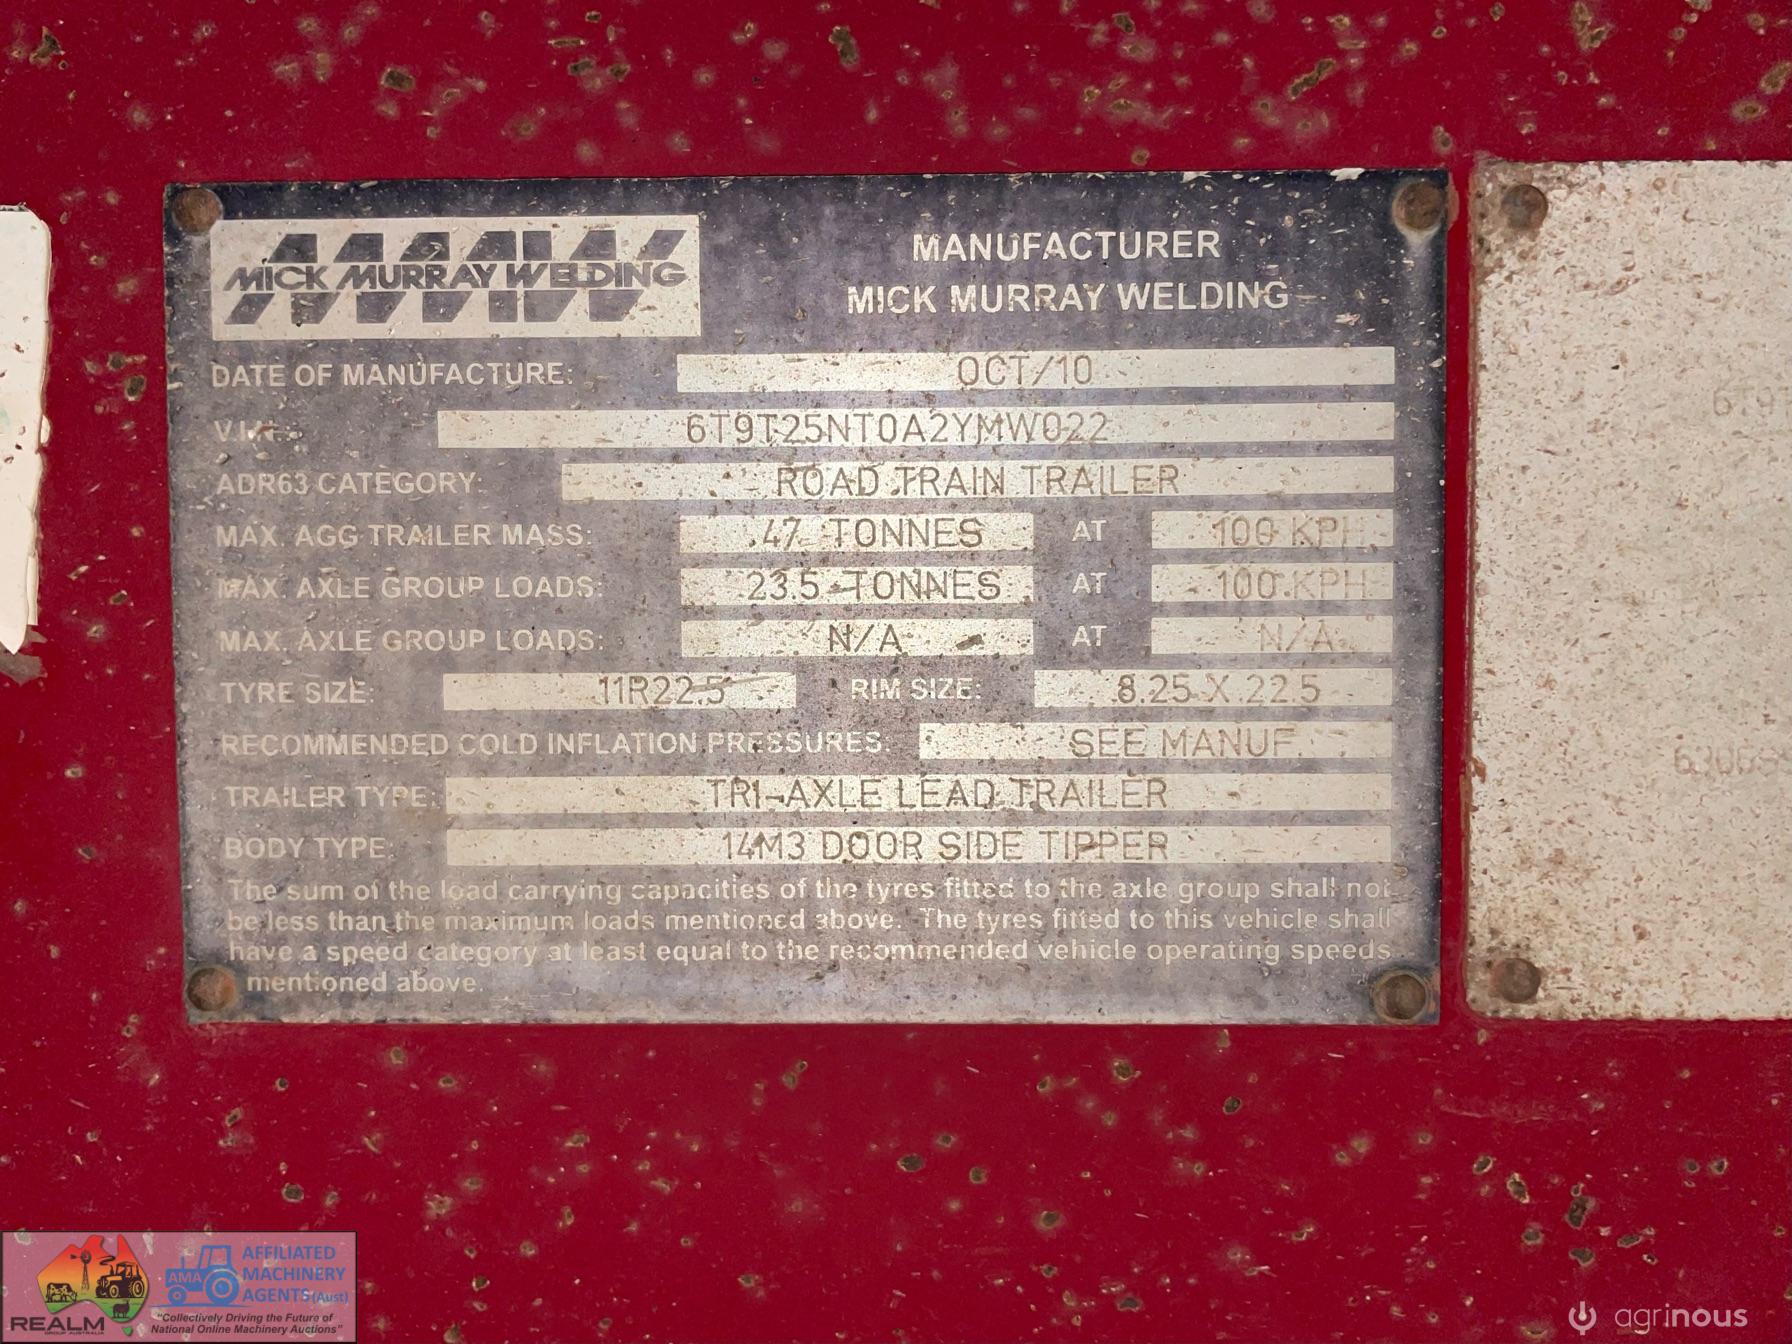 MICK MURRAY WELDING
MANUFACTURER
MICK MURRAY WELDING
DATE OF MANUFACTURE: OCT/10
V.I.N.: 6T9T25NT0A2YMW022
ADR63 CATEGORY: ROAD TRAIN TRAILER
MAX. AGG TRAILER MASS: 47 TONNES AT 100 KPH
MAX. AXLE GROUP LOADS: 23.5 TONNES AT 100 KPH
MAX. AXLE GROUP LOADS: N/A AT N/A
TYRE SIZE: 11R22.5 RIM SIZE: 8.25 X 22.5
RECOMMENDED COLD INFLATION PRESSURES: SEE MANUF.
TRAILER TYPE: TRI-AXLE LEAD TRAILER
BODY TYPE: 14M3 DOOR SIDE TIPPER
The sum of the load carrying capacities of the tyres fitted to the axle group shall not
be less than the maximum loads mentioned above. The tyres fitted to this vehicle shall
have a speed category at least equal to the recommended vehicle operating speeds
mentioned above.
6T9
REALM
GROUP AUSTRALIA
AMA
AFFILIATED
MACHINERY
AGENTS(Aust)
"Collectively Driving the Future of
National Online Machinery Auctions"
agrinous